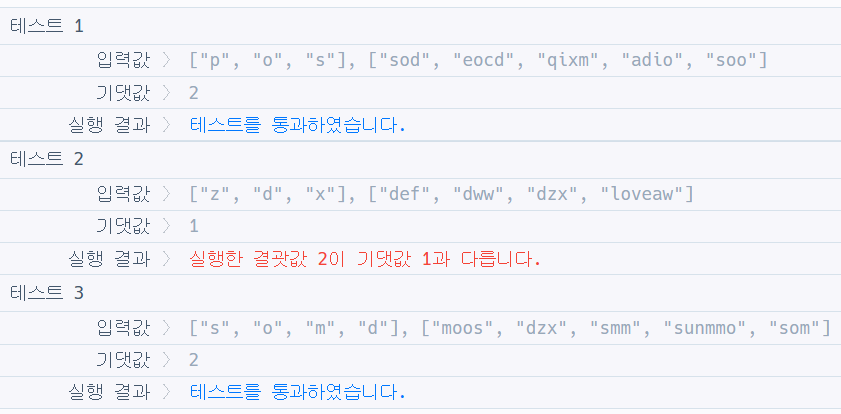 테스트 1
입력값 〉 ["p", "o", "s"], ["sod", "eocd", "qixm", "adio", "soo"]
기댓값 〉 2
실행 결과 〉 테스트를 통과하였습니다.
테스트 2
입력값 〉 ["z", "d", "x"], ["def", "dww", "dzx", "loveaw"]
기댓값 〉 1
실행 결과 〉 실행한 결괏값 2이 기댓값 1과 다릅니다.
테스트 3
입력값 〉 ["s", "o", "m", "d"], ["moos", "dzx", "smm", "sunmmo", "som"]
기댓값 〉 2
실행 결과 〉 테스트를 통과하였습니다.